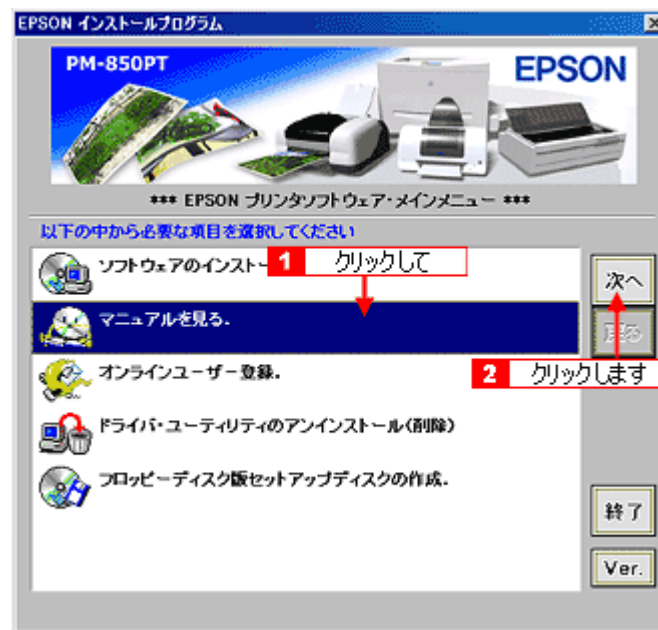 EPSON インストールプログラム
PM-850PT
EPSON
*** EPSON プリンタソフトウェア・メインメニュー ***
以下の中から必要な項目を選択してください
ソフトウェアのインストー
1 クリックして
次へ
マニュアルを見る.
戻る
オンラインユーザー登録.
2 クリックします
ドライバ・ユーティリティのアンインストール(削除)
フロッピーディスク版セットアップディスクの作成.
終了
Ver.